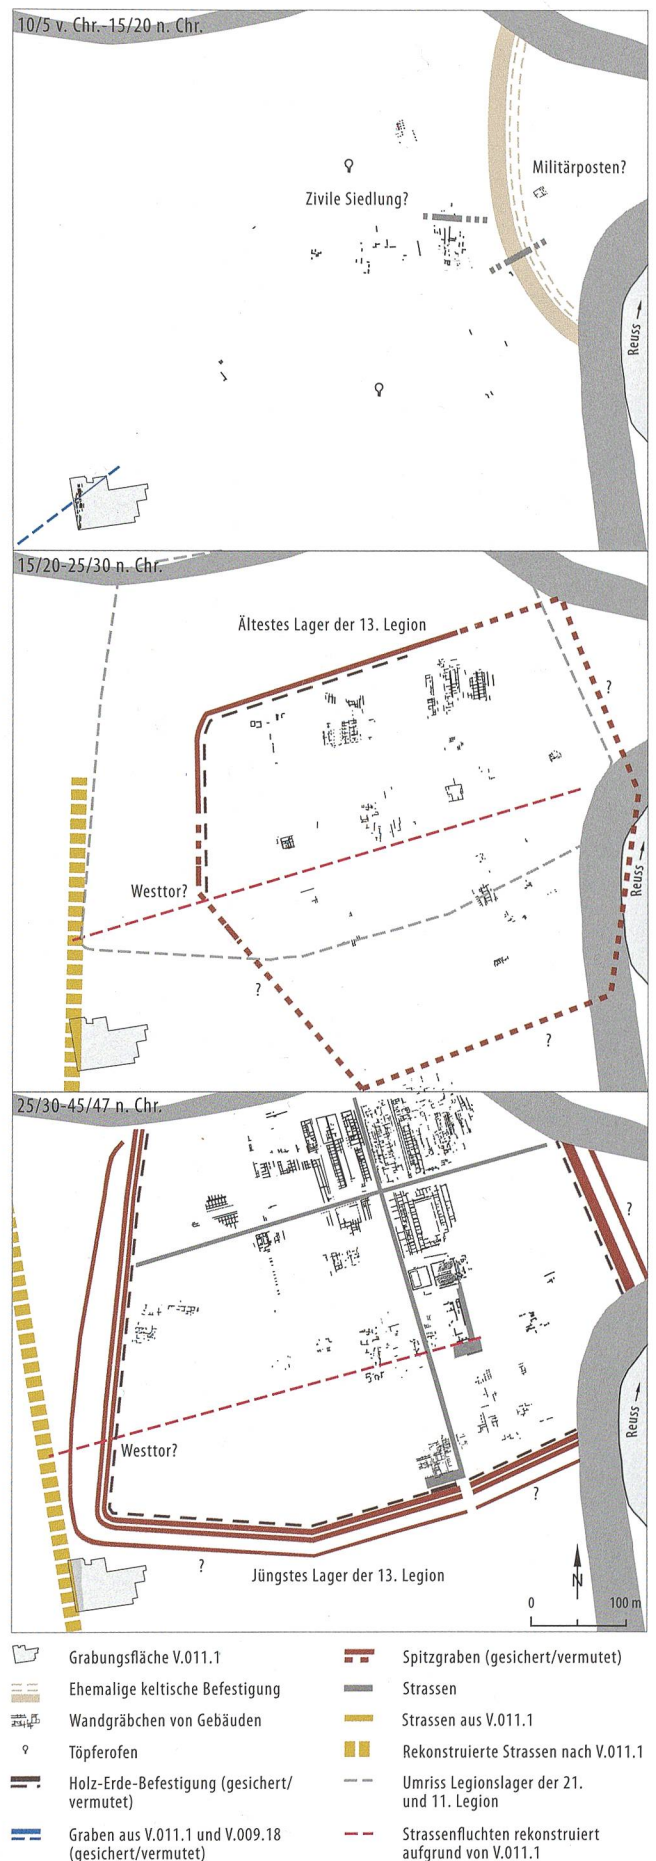 10/5 v. Chr.-15/20 n. Chr.
Militärposten?
Zivile Siedlung?
Reuss
15/20-25/30 n. Chr.
Ältestes Lager der 13. Legion
?
Westtor?
Reuss
?
?
25/30-45/47 n. Chr.
?
Reuss
Westtor?
?
?
Jüngstes Lager der 13. Legion
N
0 100 m
Grabungsfläche V.011.1
Ehemalige keltische Befestigung
Wandgräbchen von Gebäuden
Töpferofen
Holz-Erde-Befestigung (gesichert/
vermutet)
Graben aus V.011.1 und V.009.18
(gesichert/vermutet)
Spitzgraben (gesichert/vermutet)
Strassen
Strassen aus V.011.1
Rekonstruierte Strassen nach V.011.1
Umriss Legionslager der 21.
und 11. Legion
Strassenfluchten rekonstruiert
aufgrund von V.011.1